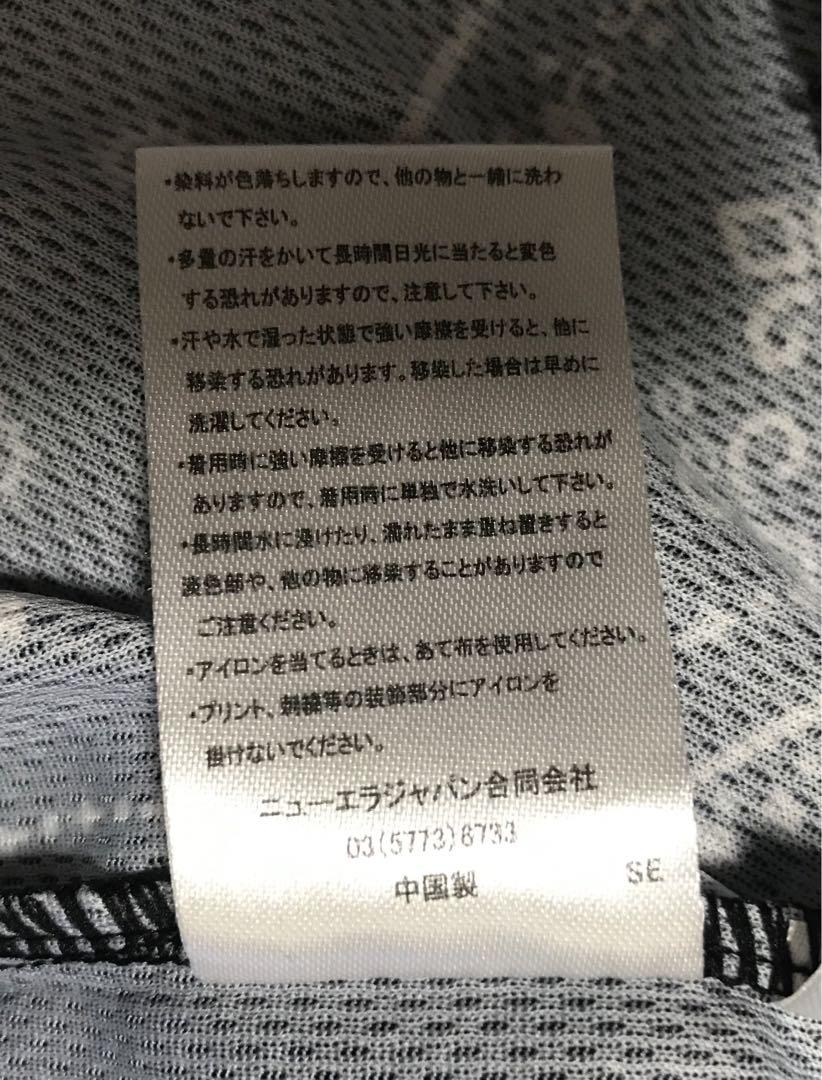 ・染料が色落ちしますので、他の物と一緒に洗わ
ないで下さい。
・多量の汗をかいて長時間日光に当たると変色
する恐れがありますので、注意して下さい。
・汗や水で湿った状態で強い摩擦を受けると、他に
移染する恐れがあります。移染した場合は早めに
洗濯してください。
・着用時に強い摩擦を受けると他に移染する恐れが
ありますので、着用時に単独で水洗いして下さい。
・長時間水に浸けたり、濡れたまま重ね置きすると
淡色部や、他の物に移染することがありますので
ご注意ください。
・アイロンを当てるときは、あて布を使用してください。
・プリント、刺繍等の装飾部分にアイロンを
掛けないでください。
ニューエラジャパン合同会社
03(5773)6733
中国製
SE